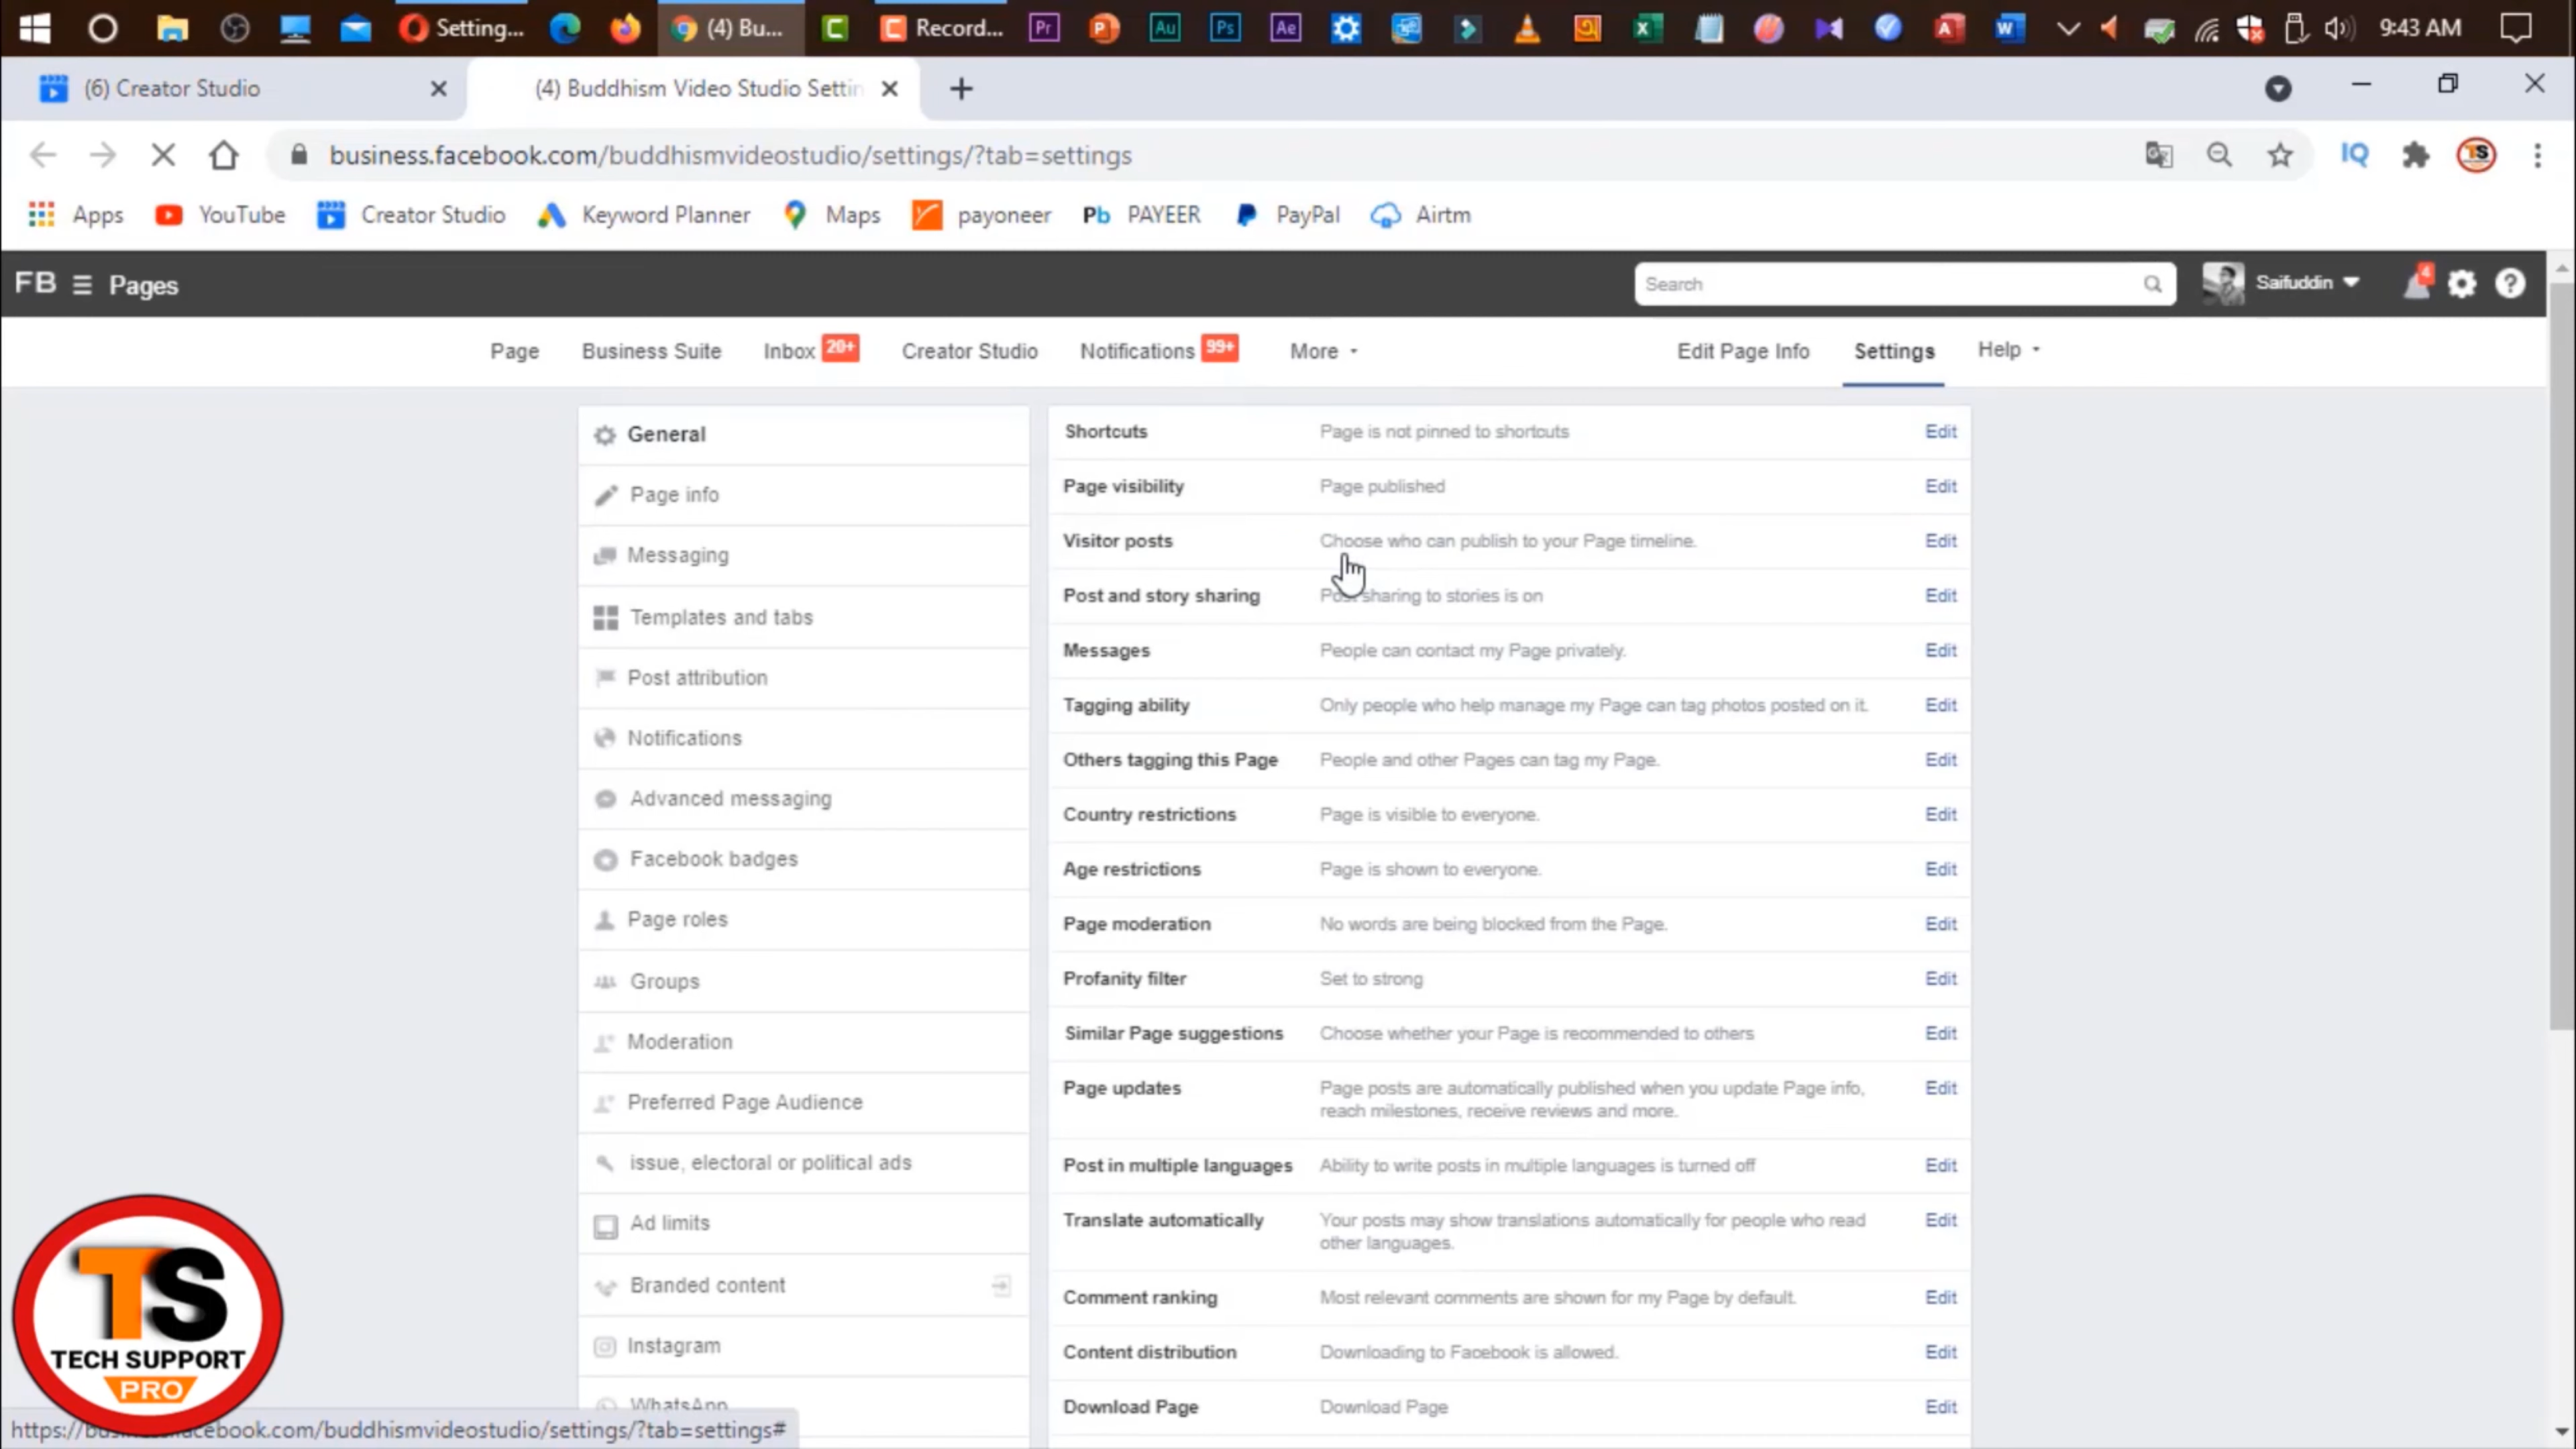 Setting...
(4) Bu...
Record...
Pr
P
Au
Ps
Ae
9:43 AM
(6) Creator Studio
(4) Buddhism Video Studio Settin
business.facebook.com/buddhismvideostudio/settings/?tab=settings
IQ
TS
Apps
YouTube
Creator Studio
Keyword Planner
Maps
payoneer
Pb PAYEER
PayPal
Airtm
FB
Pages
Search
Saifuddin
4
Page
Business Suite
Inbox 20+
Creator Studio
Notifications 99+
More
Edit Page Info
Settings
Help
General
Page info
Messaging
Templates and tabs
Post attribution
Notifications
Advanced messaging
Facebook badges
Page roles
Groups
Moderation
Preferred Page Audience
issue, electoral or political ads
Ad limits
Branded content
Instagram
WhatsApp
Shortcuts Page is not pinned to shortcuts Edit
Page visibility Page published Edit
Visitor posts Choose who can publish to your Page timeline. Edit
Post and story sharing Post sharing to stories is on Edit
Messages People can contact my Page privately. Edit
Tagging ability Only people who help manage my Page can tag photos posted on it. Edit
Others tagging this Page People and other Pages can tag my Page. Edit
Country restrictions Page is visible to everyone. Edit
Age restrictions Page is shown to everyone. Edit
Page moderation No words are being blocked from the Page. Edit
Profanity filter Set to strong Edit
Similar Page suggestions Choose whether your Page is recommended to others Edit
Page updates Page posts are automatically published when you update Page info, Edit
reach milestones, receive reviews and more.
Post in multiple languages Ability to write posts in multiple languages is turned off Edit
Translate automatically Your posts may show translations automatically for people who read Edit
other languages.
Comment ranking Most relevant comments are shown for my Page by default. Edit
Content distribution Downloading to Facebook is allowed. Edit
Download Page Download Page Edit
TS
TECH SUPPORT
PRO
https://business.facebook.com/buddhismvideostudio/settings/?tab=settings#